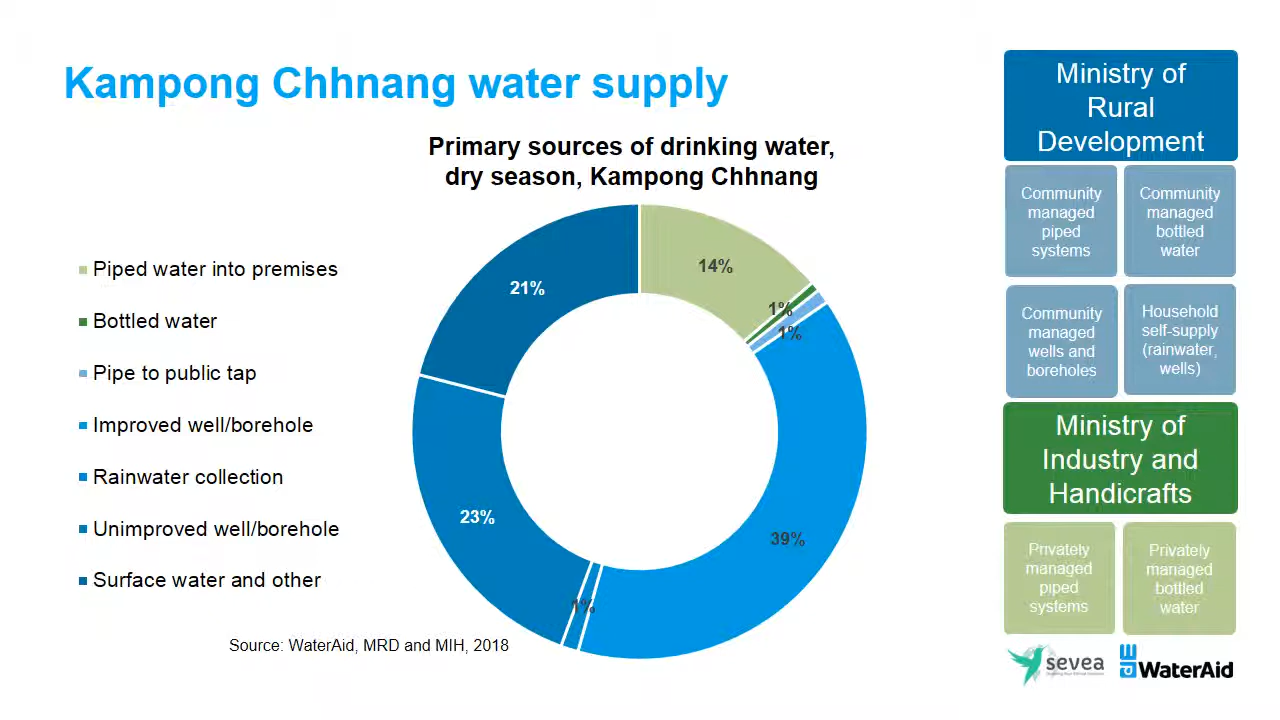 Kampong Chhnang water supply
Primary sources of drinking water,
dry season, Kampong Chhnang
Piped water into premises
Bottled water
Pipe to public tap
Improved well/borehole
Rainwater collection
Unimproved well/borehole
Surface water and other
14%
1%
1%
39%
1%
23%
21%
Source: WaterAid, MRD and MIH, 2018
Ministry of
Rural
Development
Community
managed
piped
systems
Community
managed
bottled
water
Community
managed
wells and
boreholes
Household
self-supply
(rainwater,
wells)
Ministry of
Industry and
Handicrafts
Privately
managed
piped
systems
Privately
managed
bottled
water
sevea
WaterAid